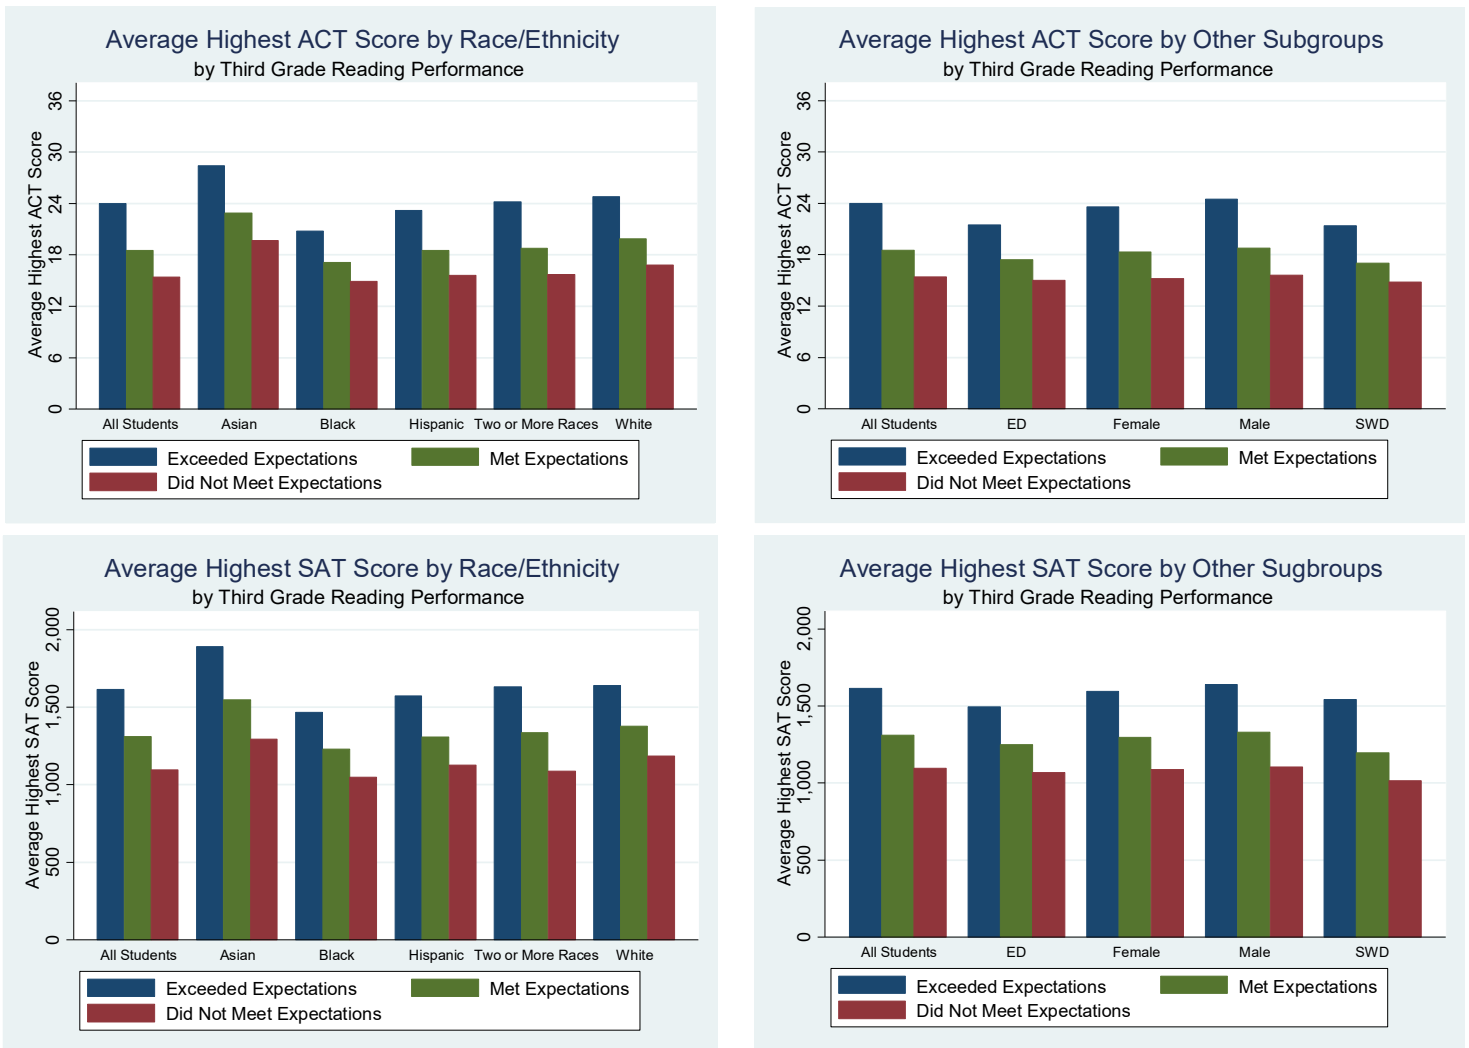 Average Highest ACT Score by Race/Ethnicity
by Third Grade Reading Performance
Average Highest ACT Score
36
30
24
18
12
6
0
All Students Asian Black Hispanic Two or More Races White
Exceeded Expectations Met Expectations
Did Not Meet Expectations
Average Highest ACT Score by Other Subgroups
by Third Grade Reading Performance
Average Highest ACT Score
36
30
24
18
12
6
0
All Students ED Female Male SWD
Exceeded Expectations Met Expectations
Did Not Meet Expectations
Average Highest SAT Score by Race/Ethnicity
by Third Grade Reading Performance
Average Highest SAT Score
2,000
1,500
1,000
500
0
All Students Asian Black Hispanic Two or More Races White
Exceeded Expectations Met Expectations
Did Not Meet Expectations
Average Highest SAT Score by Other Sugbroups
by Third Grade Reading Performance
Average Highest SAT Score
2,000
1,500
1,000
500
0
All Students ED Female Male SWD
Exceeded Expectations Met Expectations
Did Not Meet Expectations